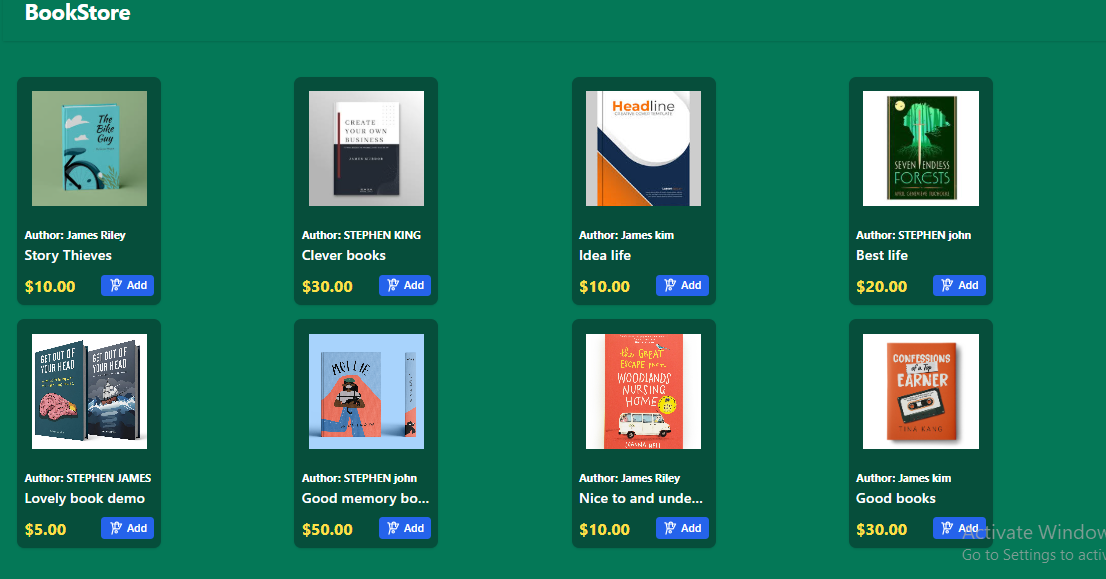 BookStore
The
Bike
Guy
CREATE
YOUR OWN
BUSINESS
Headline
CREATIVE COVER TEMPLATE
SEVEN ENDLESS
FORESTS
Author: James Riley
Story Thieves
$10.00 Add
Author: STEPHEN KING
Clever books
$30.00 Add
Author: James kim
Idea life
$10.00 Add
Author: STEPHEN john
Best life
$20.00 Add
GET OUT OF
YOUR HEAD
GET OUT OF
YOUR HEAD
the GREAT
ESCAPE from
WOODLANDS
NURSING
HOME
CONFESSIONS
of a Top
EARNER
TINA KANG
Author: STEPHEN JAMES
Lovely book demo
$5.00 Add
Author: STEPHEN john
Good memory bo...
$50.00 Add
Author: James Riley
Nice to and unde...
$10.00 Add
Author: James kim
Good books
$30.00 Add
Activate Window
Go to Settings to activ